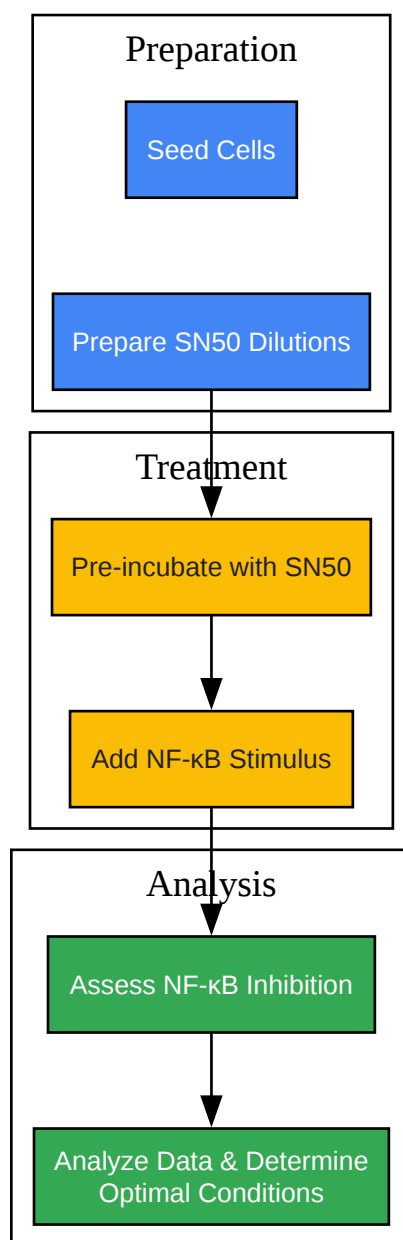 Preparation
Seed Cells
Prepare SN50 Dilutions
Treatment
Pre-incubate with SN50
Add NF-κB Stimulus
Analysis
Assess NF-κB Inhibition
Analyze Data & Determine
Optimal Conditions